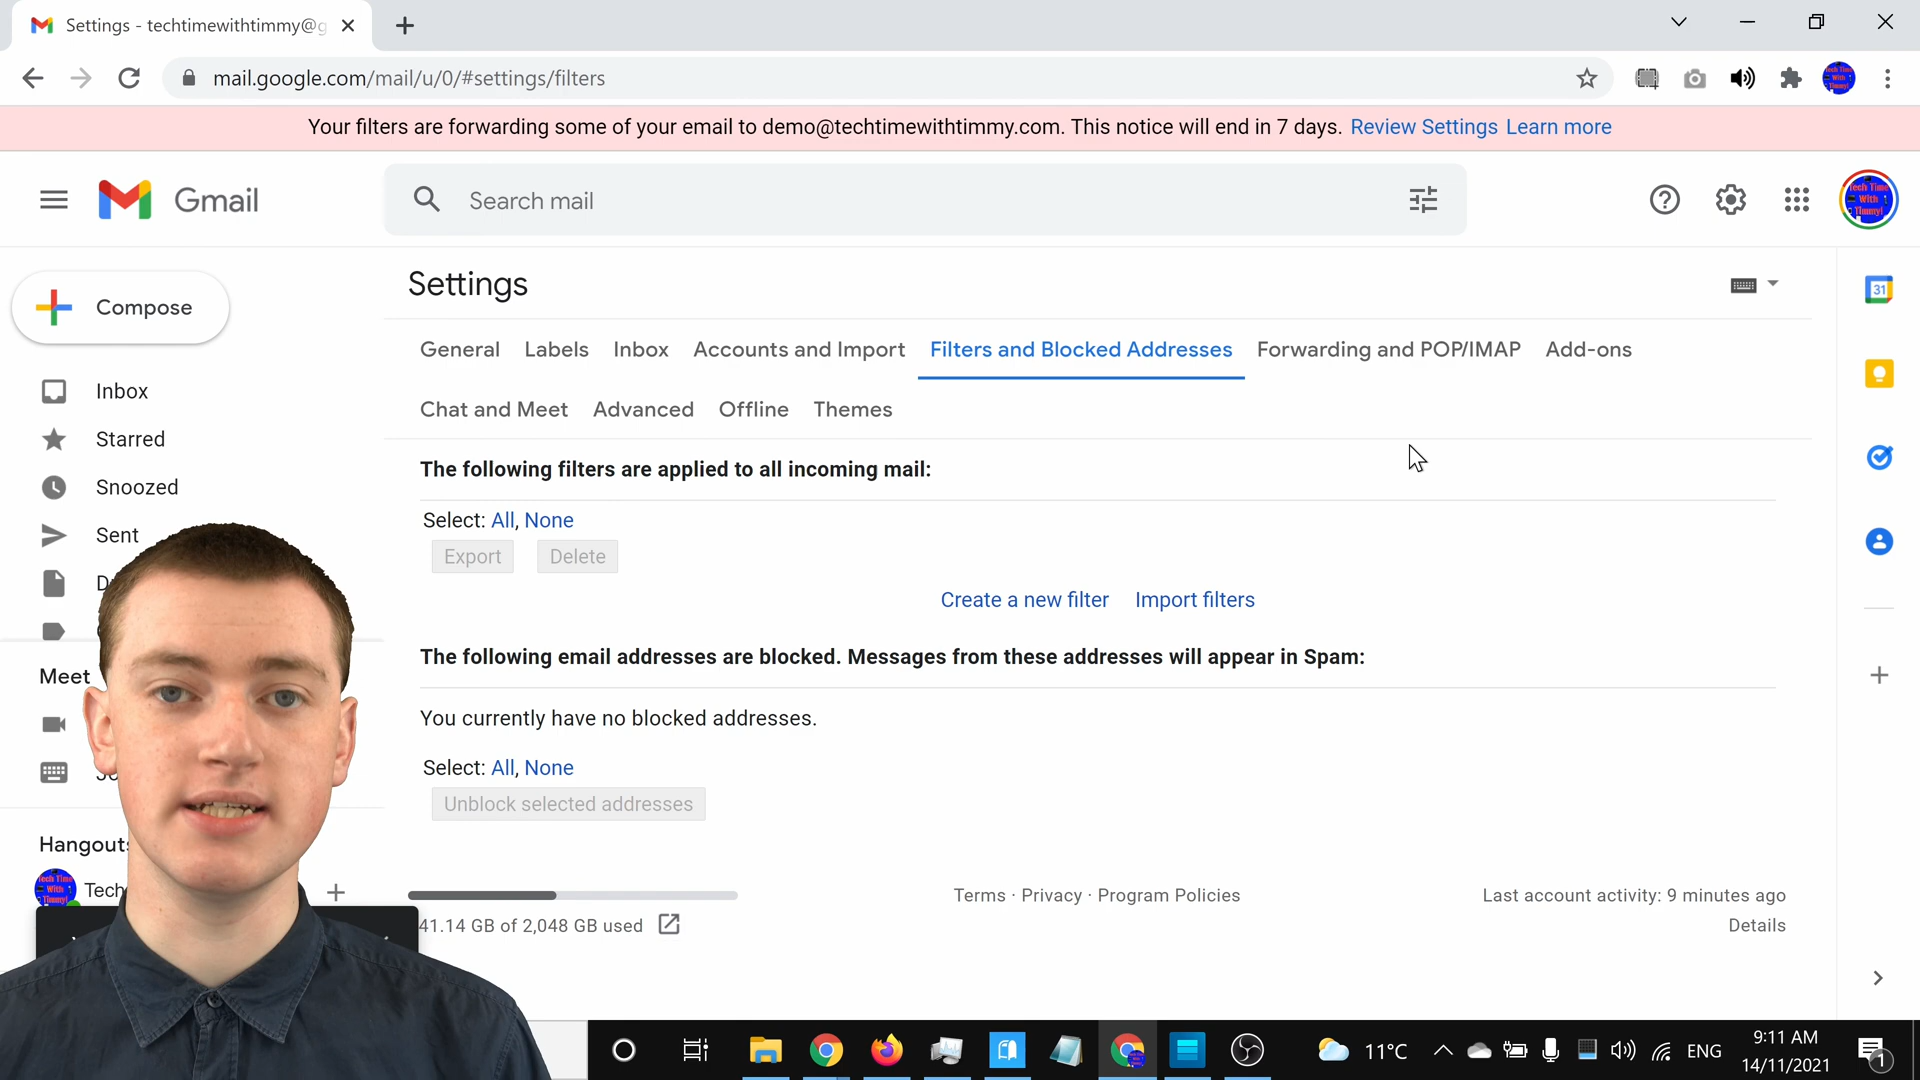 Settings - techtimewithtimmy@g
mail.google.com/mail/u/0/#settings/filters
Your filters are forwarding some of your email to demo@techtimewithtimmy.com. This notice will end in 7 days. Review Settings Learn more
Gmail
Search mail
Tech Time With Timmy!
Compose
Settings
General Labels Inbox Accounts and Import Filters and Blocked Addresses Forwarding and POP/IMAP Add-ons
Chat and Meet Advanced Offline Themes
31
Inbox
Starred
Snoozed
Sent
The following filters are applied to all incoming mail:
Select: All, None
Export Delete
Create a new filter Import filters
The following email addresses are blocked. Messages from these addresses will appear in Spam:
You currently have no blocked addresses.
Select: All, None
Unblock selected addresses
Meet
Hangouts
Tech
41.14 GB of 2,048 GB used
Terms · Privacy · Program Policies
Last account activity: 9 minutes ago
Details
11°C
ENG
9:11 AM
14/11/2021
1